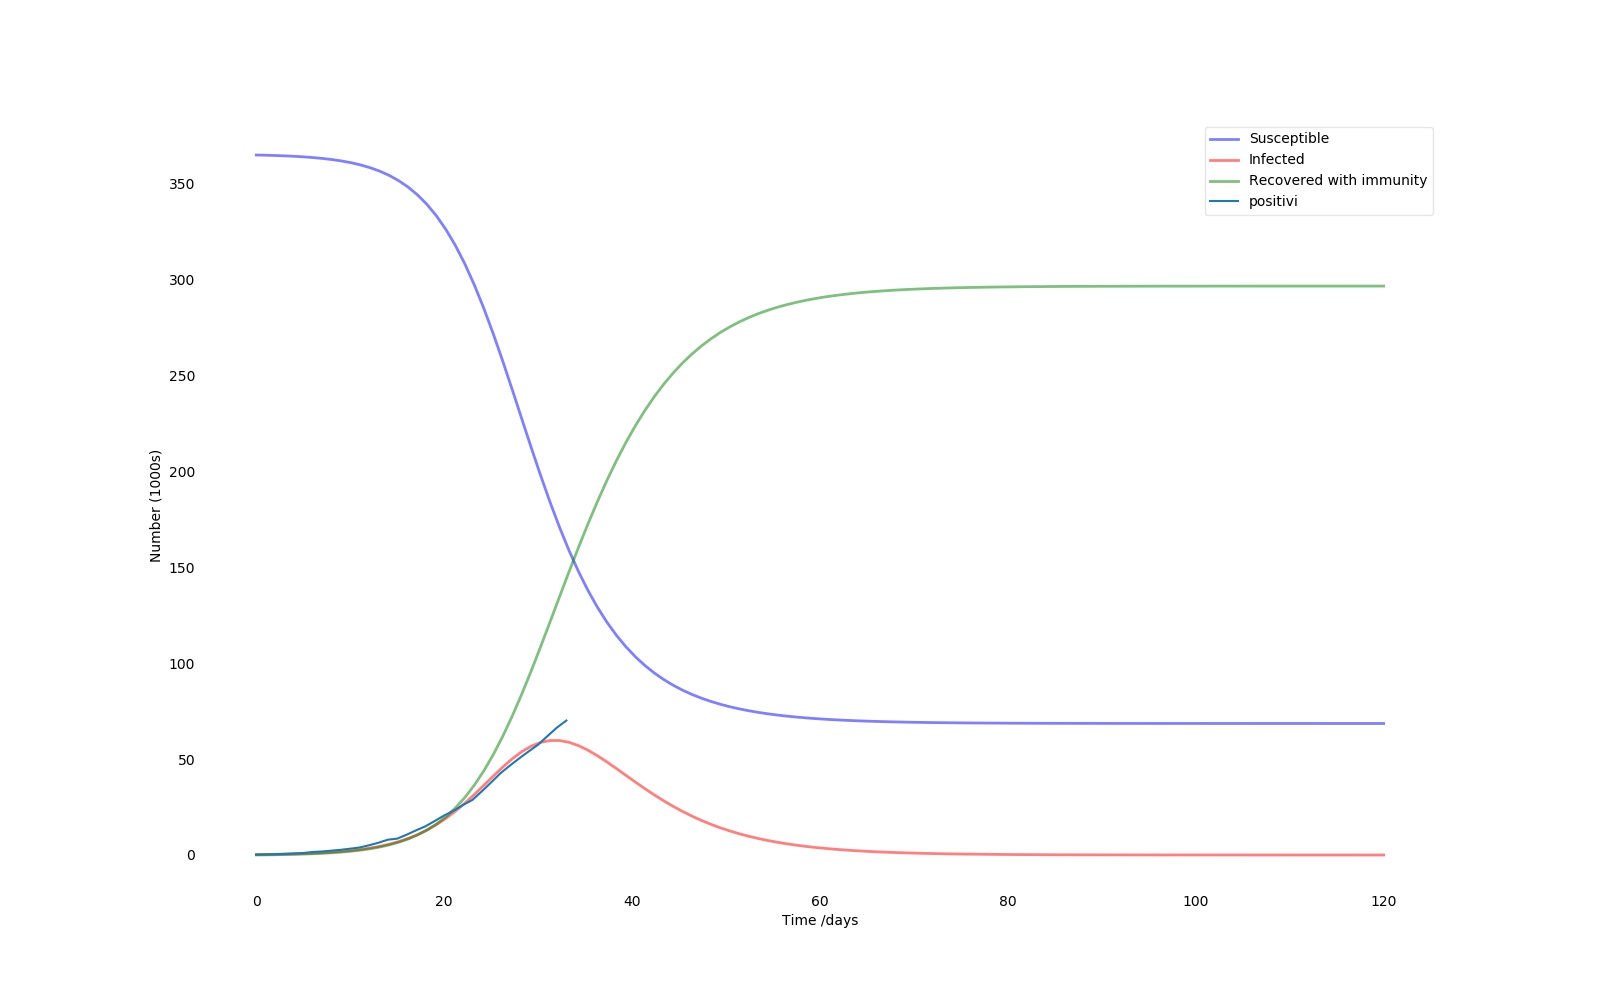 Susceptible
Infected
Recovered with immunity
positivi
350
300
250
200
150
100
50
0
Number (1000s)
0 20 40 60 80 100 120
Time /days